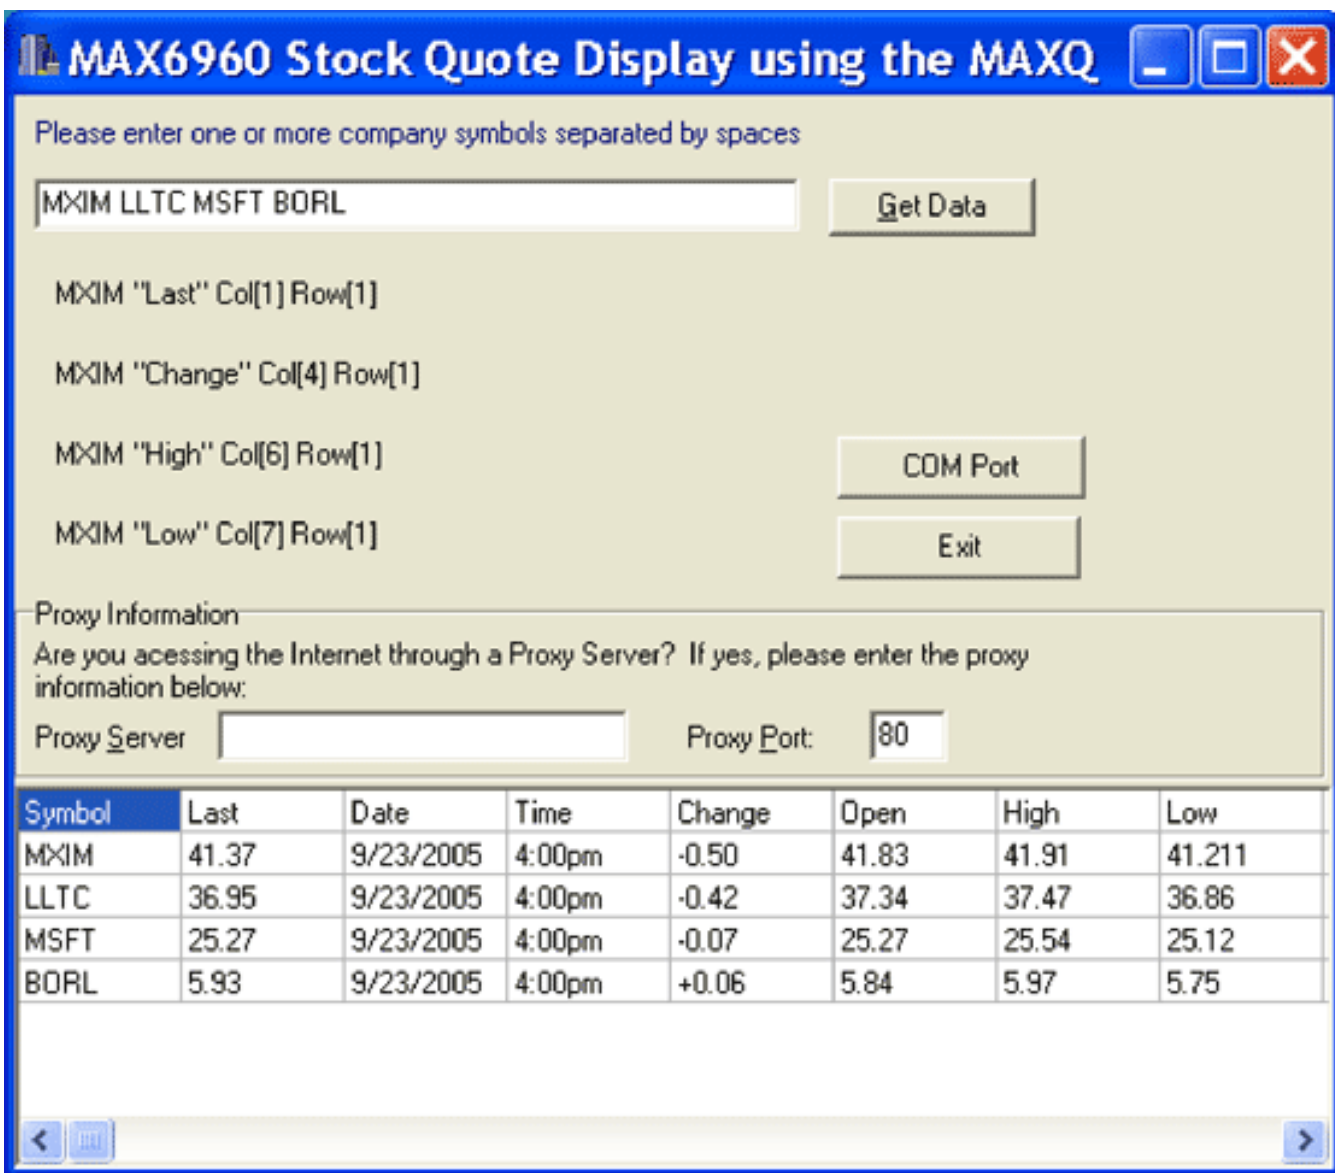 MAX6960 Stock Quote Display using the MAXQ
Please enter one or more company symbols separated by spaces
MXIM LLTC MSFT BORL Get Data
MXIM "Last" Col[1] Row[1]
MXIM "Change" Col[4] Row[1]
MXIM "High" Col[6] Row[1]
COM Port
MXIM "Low" Col[7] Row[1]
Exit
Proxy Information
Are you acessing the Internet through a Proxy Server? If yes, please enter the proxy
information below:
Proxy Server Proxy Port: 80
Symbol Last Date Time Change Open High Low
MXIM 41.37 9/23/2005 4:00pm -0.50 41.83 41.91 41.211
LLTC 36.95 9/23/2005 4:00pm -0.42 37.34 37.47 36.86
MSFT 25.27 9/23/2005 4:00pm -0.07 25.27 25.54 25.12
BORL 5.93 9/23/2005 4:00pm +0.06 5.84 5.97 5.75